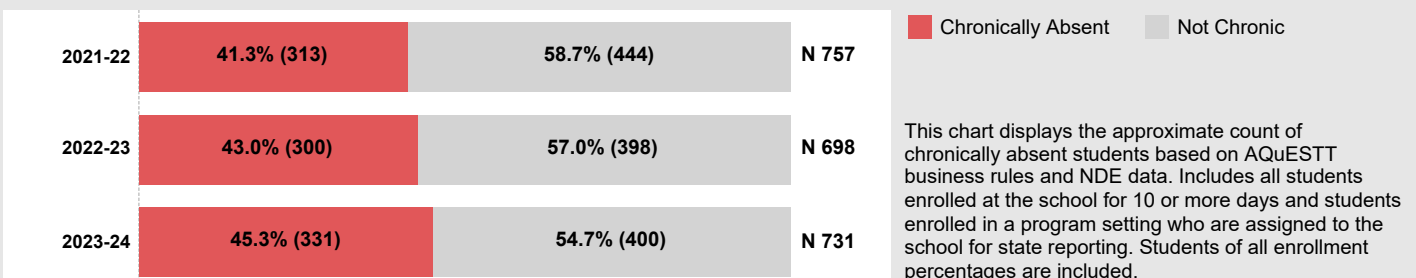 Chronically Absent Not Chronic
2021-22 41.3% (313) 58.7% (444) N 757
2022-23 43.0% (300) 57.0% (398) N 698
2023-24 45.3% (331) 54.7% (400) N 731
This chart displays the approximate count of
chronically absent students based on AQuESTT
business rules and NDE data. Includes all students
enrolled at the school for 10 or more days and students
enrolled in a program setting who are assigned to the
school for state reporting. Students of all enrollment
percentages are included.